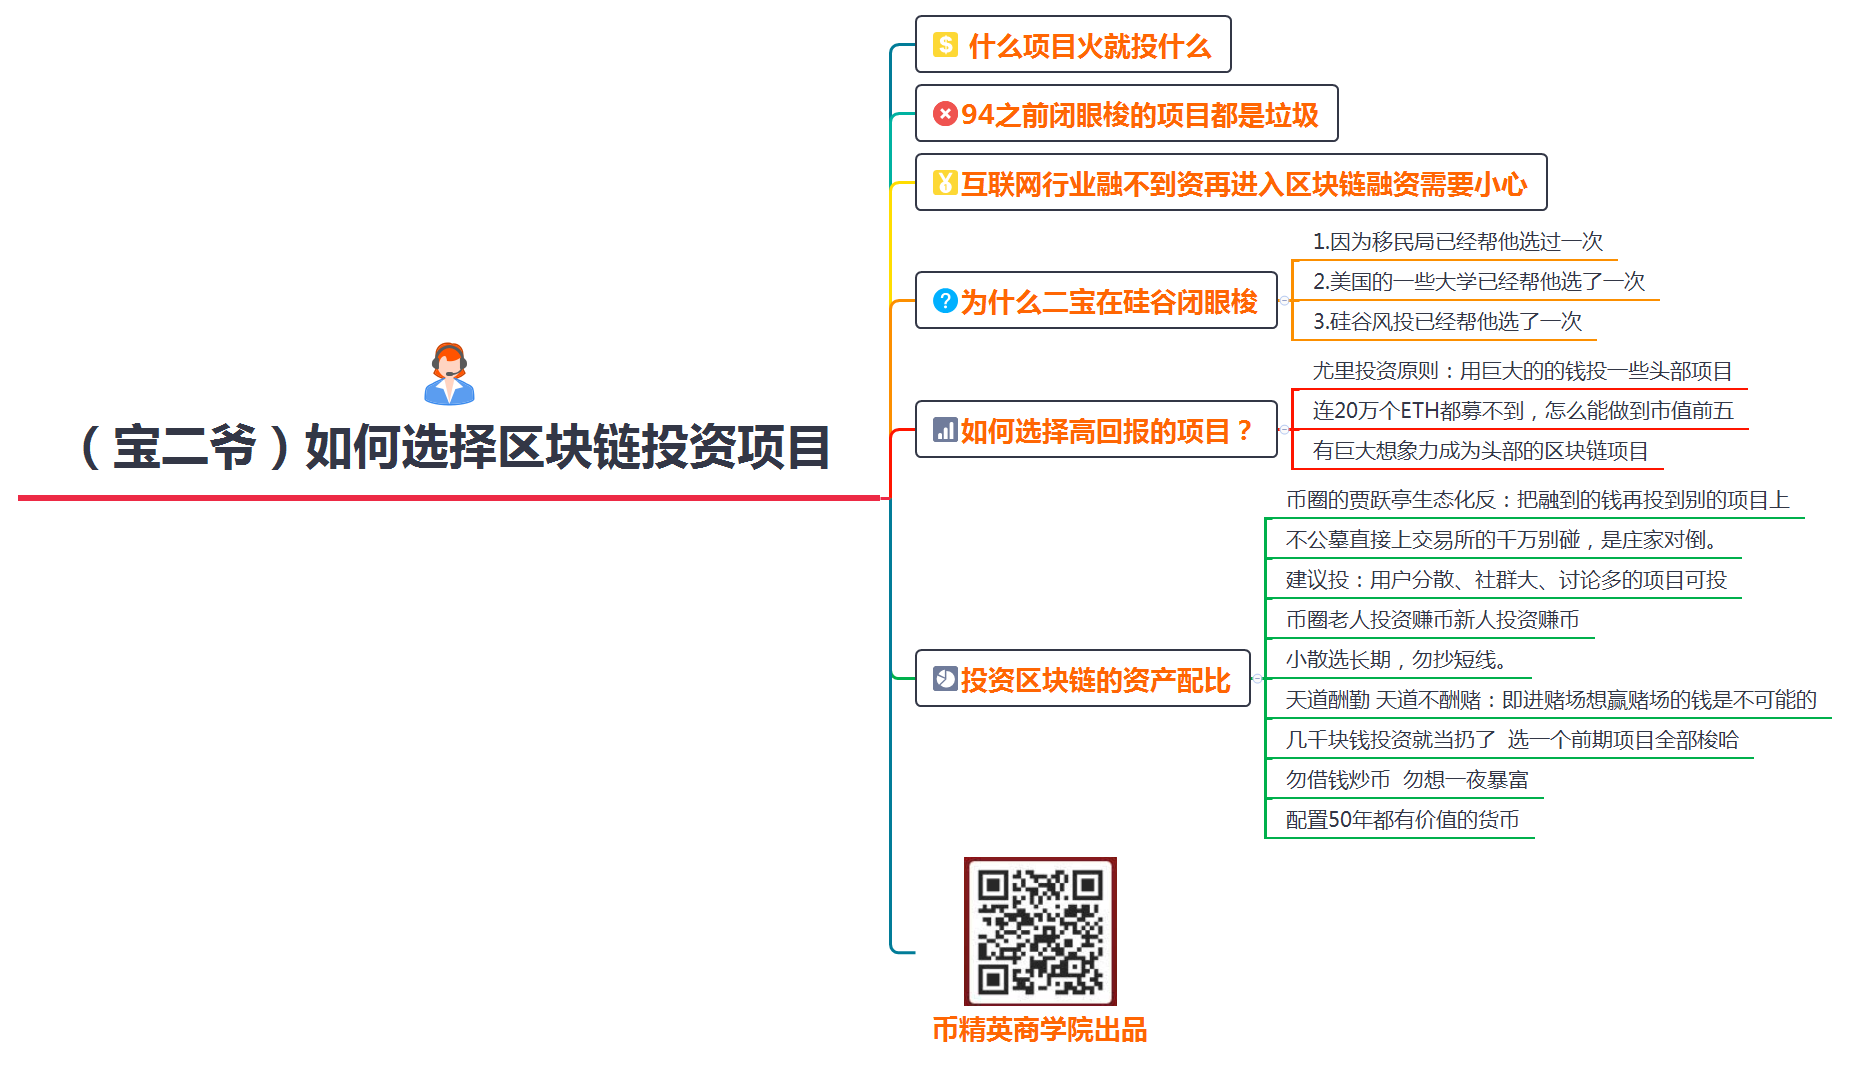 （宝二爷）如何选择区块链投资项目
什么项目火就投什么
94之前闭眼梭的项目都是垃圾
互联网行业融不到资再进入区块链融资需要小心
为什么二宝在硅谷闭眼梭
1.因为移民局已经帮他选过一次
2.美国的一些大学已经帮他选了一次
3.硅谷风投已经帮他选了一次
如何选择高回报的项目？
尤里投资原则：用巨大的的钱投一些头部项目
连20万个ETH都募不到，怎么能做到市值前五
有巨大想象力成为头部的区块链项目
投资区块链的资产配比
币圈的贾跃亭生态化反：把融到的钱再投到别的项目上
不公墓直接上交易所的千万别碰，是庄家对倒。
建议投：用户分散、社群大、讨论多的项目可投
币圈老人投资赚币新人投资赚币
小散选长期，勿抄短线。
天道酬勤 天道不酬赌：即进赌场想赢赌场的钱是不可能的
几千块钱投资就当扔了 选一个前期项目全部梭哈
勿借钱炒币 勿想一夜暴富
配置50年都有价值的货币
币精英商学院出品